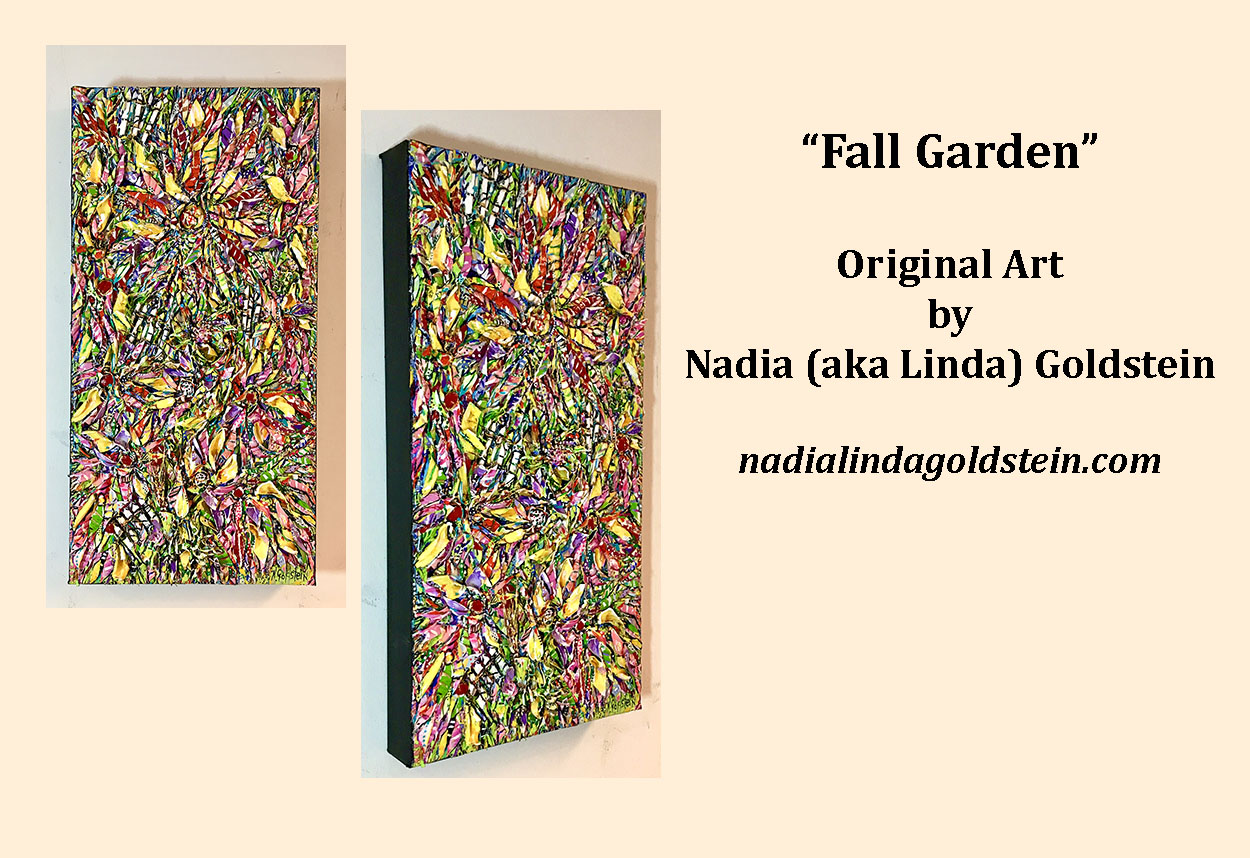 “Fall Garden”
Original Art
by
Nadia (aka Linda) Goldstein
nadialindagoldstein.com